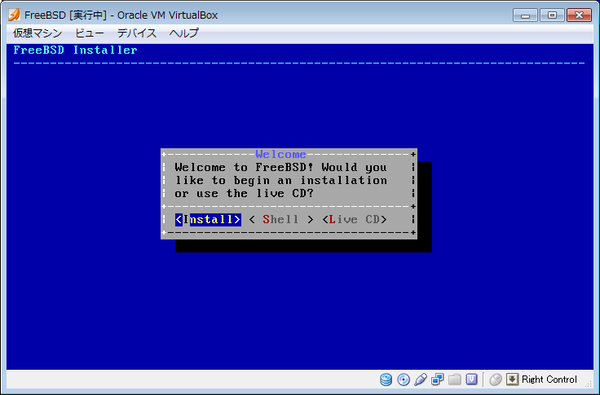 FreeBSD [実行中] - Oracle VM VirtualBox
仮想マシン ビュー デバイス ヘルプ
FreeBSD Installer
Welcome
Welcome to FreeBSD! Would you
like to begin an installation
or use the live CD?
<Install> < Shell > <Live CD>
Right Control